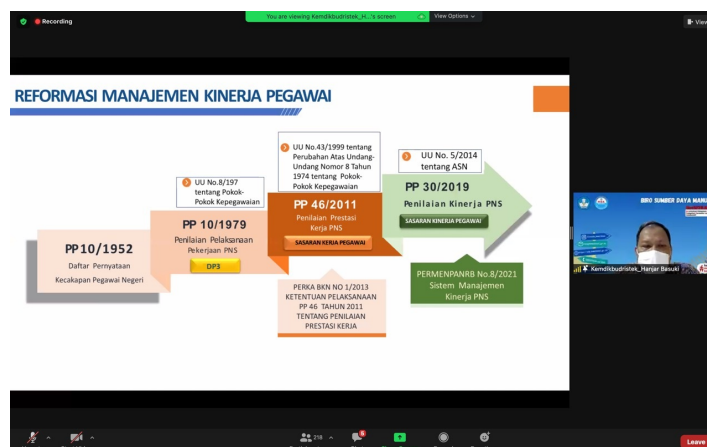 Recording
You are viewing Kemdikbudristek_H...'s screen
View Options
View
REFORMASI MANAJEMEN KINERJA PEGAWAI
UU No.8/197
tentang Pokok-
Pokok Kepegawaian
UU No.43/1999 tentang
Perubahan Atas Undang-
Undang Nomor 8 Tahun
1974 tentang Pokok-
Pokok Kepegawaian
UU No. 5/2014
tentang ASN
PP 10/1952
Daftar Pernyataan
Kecakapan Pegawai Negeri
PP 10/1979
Penilaian Pelaksanaan
Pekerjaan PNS
DP3
PP 46/2011
Penilaian Prestasi
Kerja PNS
SASARAN KERJA PEGAWAI
PP 30/2019
Penilaian Kinerja PNS
SASARAN KINERJA PEGAWAI
PERKA BKN NO 1/2013
KETENTUAN PELAKSANAAN
PP 46 TAHUN 2011
TENTANG PENILAIAN
PRESTASI KERJA
PERMENPANRB No.8/2021
Sistem Manajemen
Kinerja PNS
BIRO SUMBER DAYA MANU
Kemdikbudristek_Hanjar Basuki
218
Leave